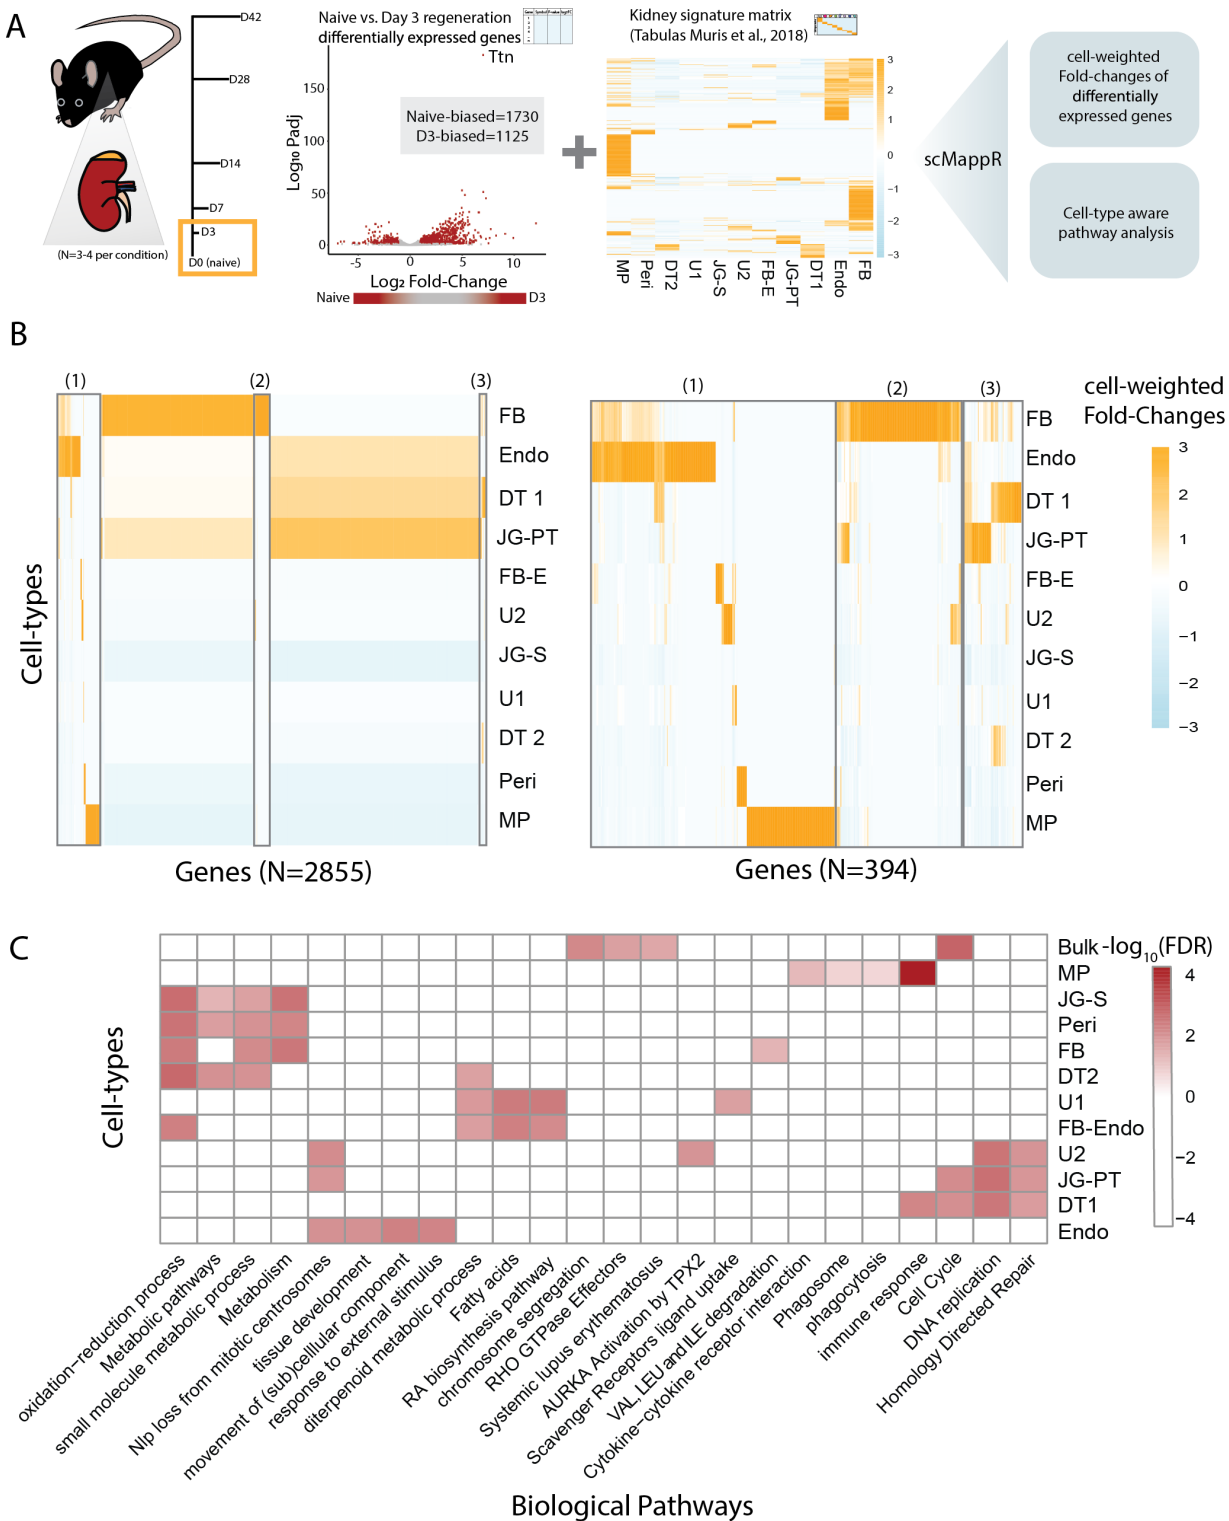 A
D42
D28
D14
D7
D3
D0 (naive)
(N=3-4 per condition)
Naive vs. Day 3 regeneration
differentially expressed genes
Ttn
150
100
50
0
Log₁₀ Padj
Naive-biased=1730
D3-biased=1125
-5
0
5
10
Log₂ Fold-Change
Naive
D3
Kidney signature matrix
(Tabulas Muris et al., 2018)
3
2
1
0
−1
−2
−3
MP
Peri
DT2
U1
JG-S
U2
FB-E
JG-PT
DT1
Endo
FB
scMappR
cell-weighted
Fold-changes of
differentially
expressed genes
Cell-type aware
pathway analysis
B
Cell-types
(1)
(2)
(3)
FB
Endo
DT 1
JG-PT
FB-E
U2
JG-S
U1
DT 2
Peri
MP
Genes (N=2855)
(1)
(2)
(3)
FB
Endo
DT 1
JG-PT
FB-E
U2
JG-S
U1
DT 2
Peri
MP
Genes (N=394)
cell-weighted
Fold-Changes
3
2
1
0
−1
−2
−3
C
Cell-types
Bulk
MP
JG-S
Peri
FB
DT2
U1
FB-Endo
U2
JG-PT
DT1
Endo
-log₁₀(FDR)
4
2
0
−2
−4
oxidation−reduction process
Metabolic pathways
small molecule metabolic process
Metabolism
Nlp loss from mitotic centrosomes
tissue development
movement of (sub)cellular component
response to external stimulus
diterpenoid metabolic process
Fatty acids
RA biosynthesis pathway
chromosome segregation
RHO GTPase Effectors
Systemic lupus erythematosus
AURKA Activation by TPX2
Scavenger Receptors ligand uptake
VAL, LEU and ILE degradation
Cytokine−cytokine receptor interaction
Phagosome
phagocytosis
immune response
Cell Cycle
DNA replication
Homology Directed Repair
Biological Pathways